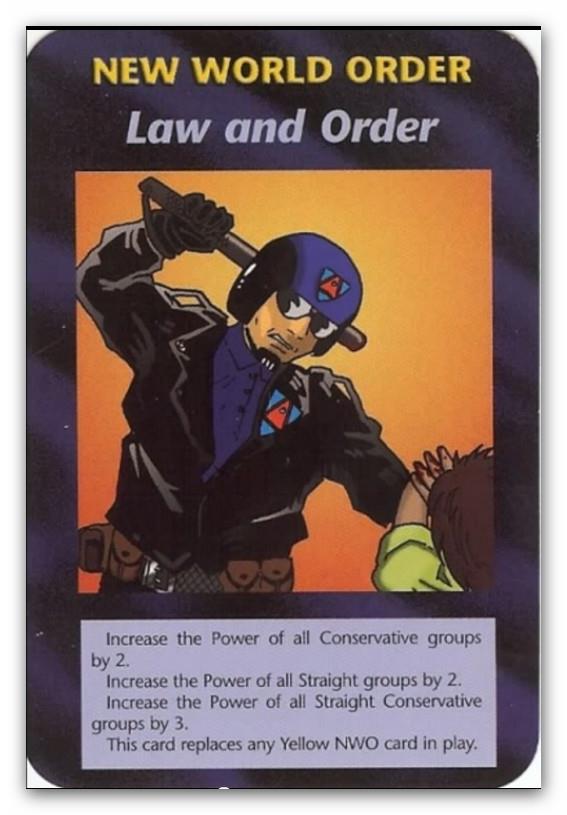 NEW WORLD ORDER
Law and Order
Increase the Power of all Conservative groups
by 2.
Increase the Power of all Straight groups by 2.
Increase the Power of all Straight Conservative
groups by 3.
This card replaces any Yellow NWO card in play.